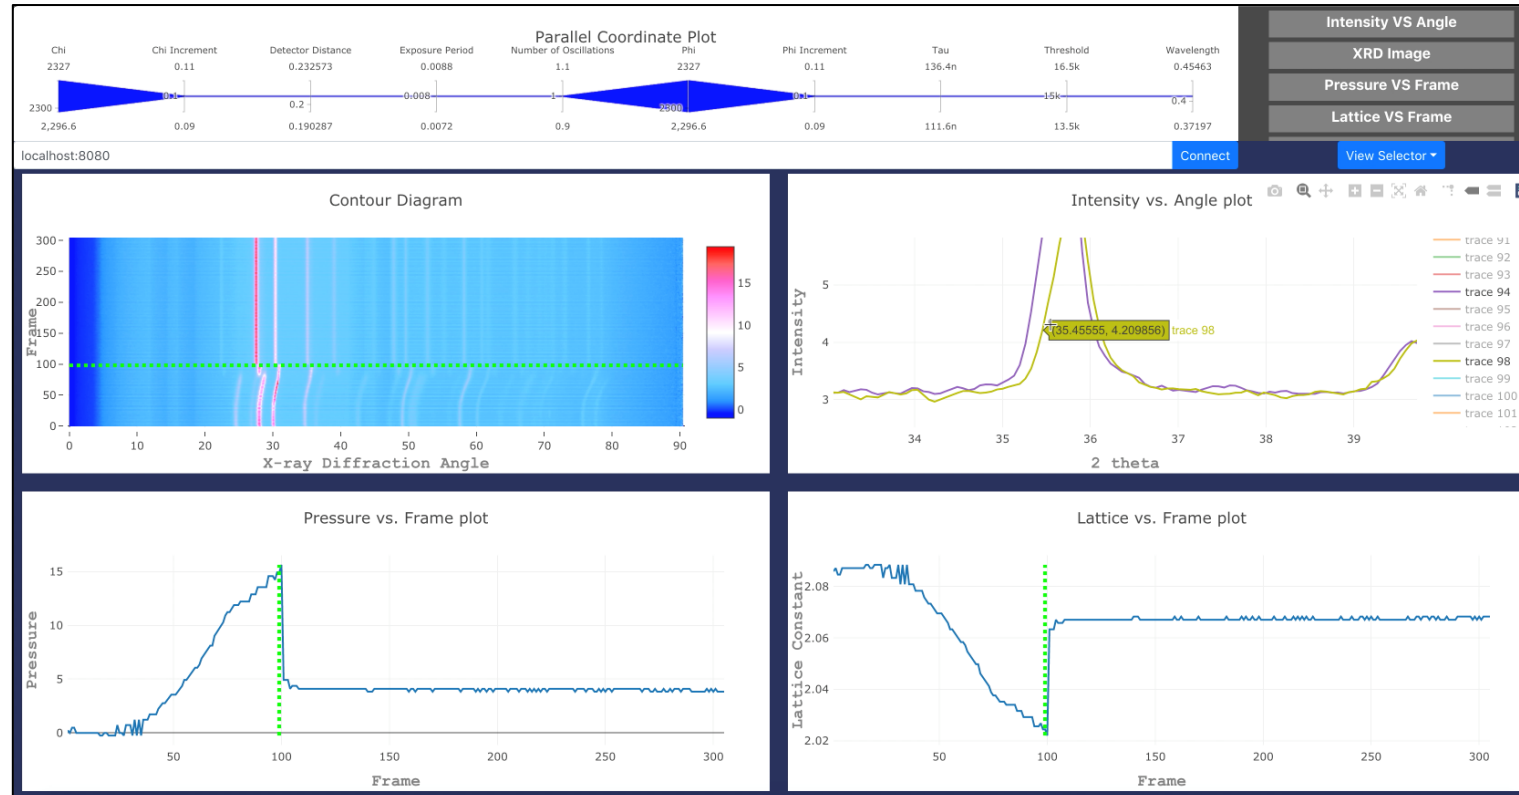 Parallel Coordinate Plot
Chi Chi Increment Detector Distance Exposure Period Number of Oscillations Phi Phi Increment Tau Threshold Wavelength
2327 0.11 0.232573 0.0088 1.1 2327 0.11 136.4n 16.5k 0.45463
2300 0.1 0.2 0.008 1 2300 0.1 15k 0.4
2,296.6 0.09 0.190287 0.0072 0.9 2,296.6 0.09 111.6n 13.5k 0.37197
Intensity VS Angle
XRD Image
Pressure VS Frame
Lattice VS Frame
localhost:8080
Connect
View Selector
Contour Diagram
Frame
300
250
200
150
100
50
0
0 10 20 30 40 50 60 70 80 90
X-ray Diffraction Angle
15
10
5
0
Intensity vs. Angle plot
Intensity
5
4
3
34 35 36 37 38 39
2 theta
(35.45555, 4.209856) trace 98
trace 91
trace 92
trace 93
trace 94
trace 95
trace 96
trace 97
trace 98
trace 99
trace 100
trace 101
Pressure vs. Frame plot
Pressure
15
10
5
0
50 100 150 200 250 300
Frame
Lattice vs. Frame plot
Lattice Constant
2.08
2.06
2.04
2.02
50 100 150 200 250 300
Frame